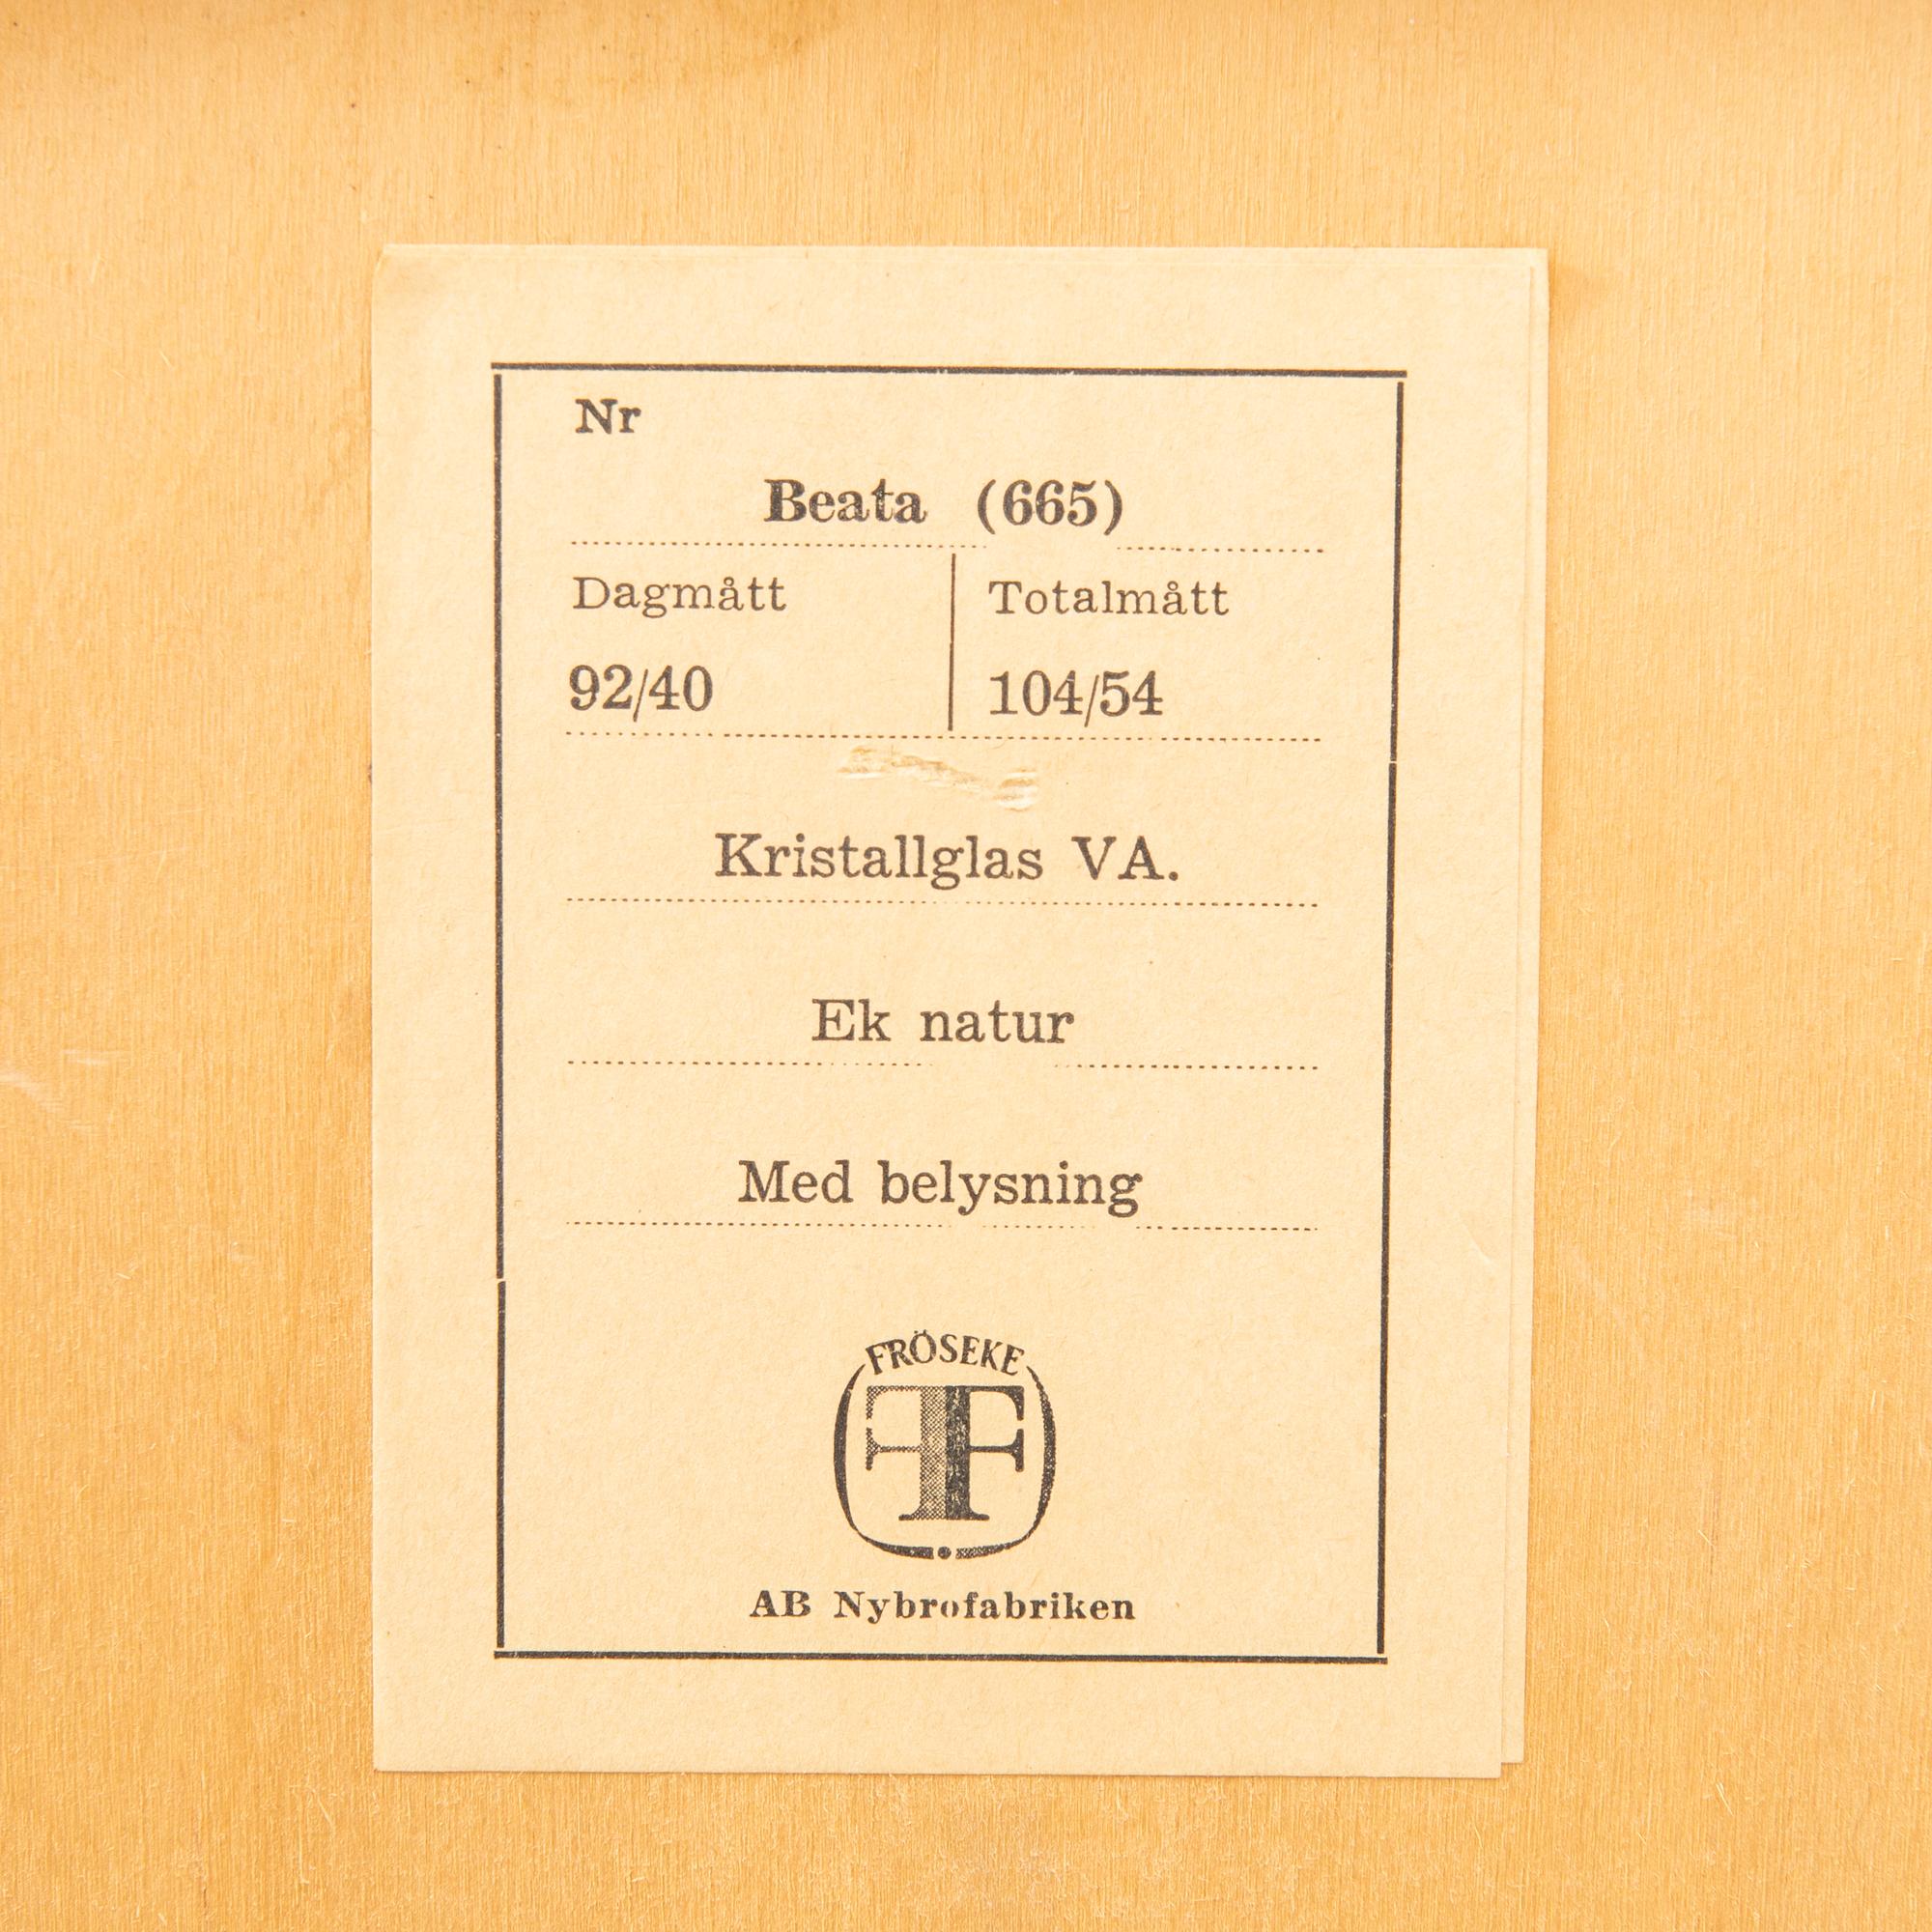 Nr
Beata (665)
Dagmått Totalmått
92/40 104/54
Kristallglas VA.
Ek natur
Med belysning
FRÖSEKE
FF
AB Nybrofabriken